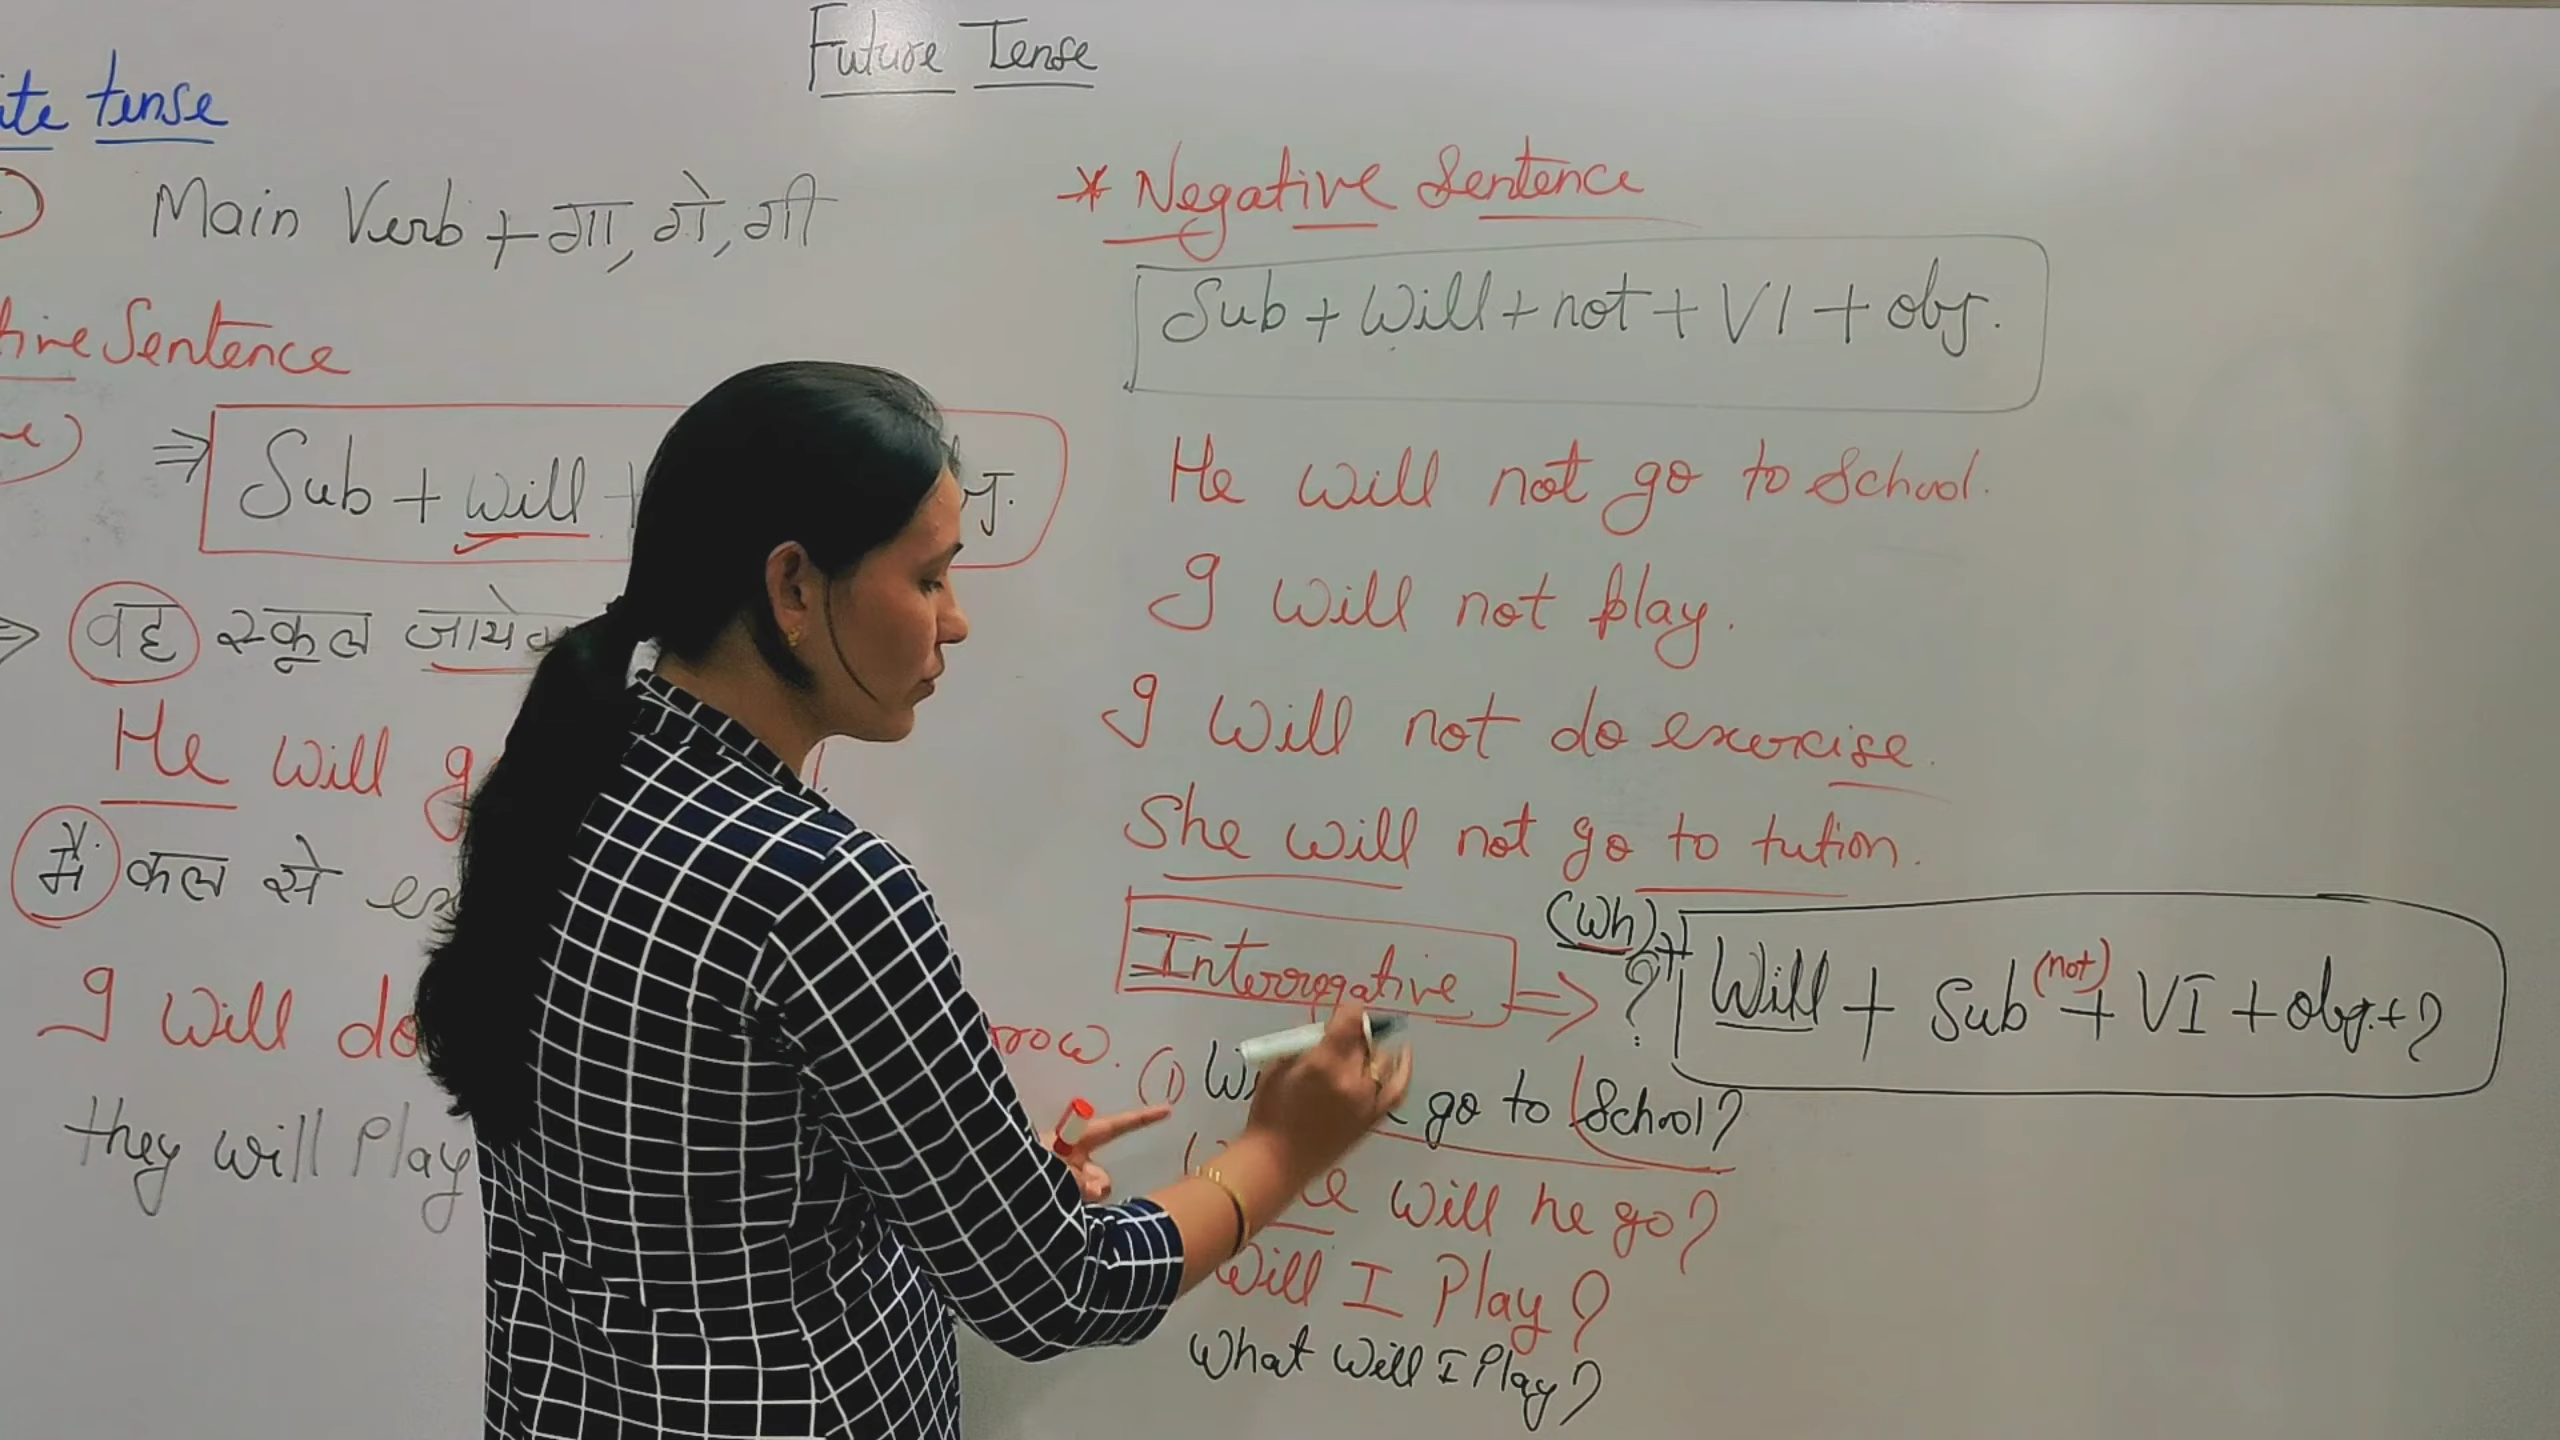 Future Tense
tense
Main Verb + गा, गे, गी
Sentence
⇒ Sub + will +
⇒ वह स्कूल
He will
मैं कल से
I will do
they will Play
* Negative Sentence
Sub + Will + not + V1 + obj.
He will not go to School.
I will not play.
I will not do exercise.
She will not go to tution.
Interrogative ⇒ (Wh) + ? Will + Sub (not) + VI + obj. + ?
(1) go to School?
will he go?
Will I Play?
What Will I Play?